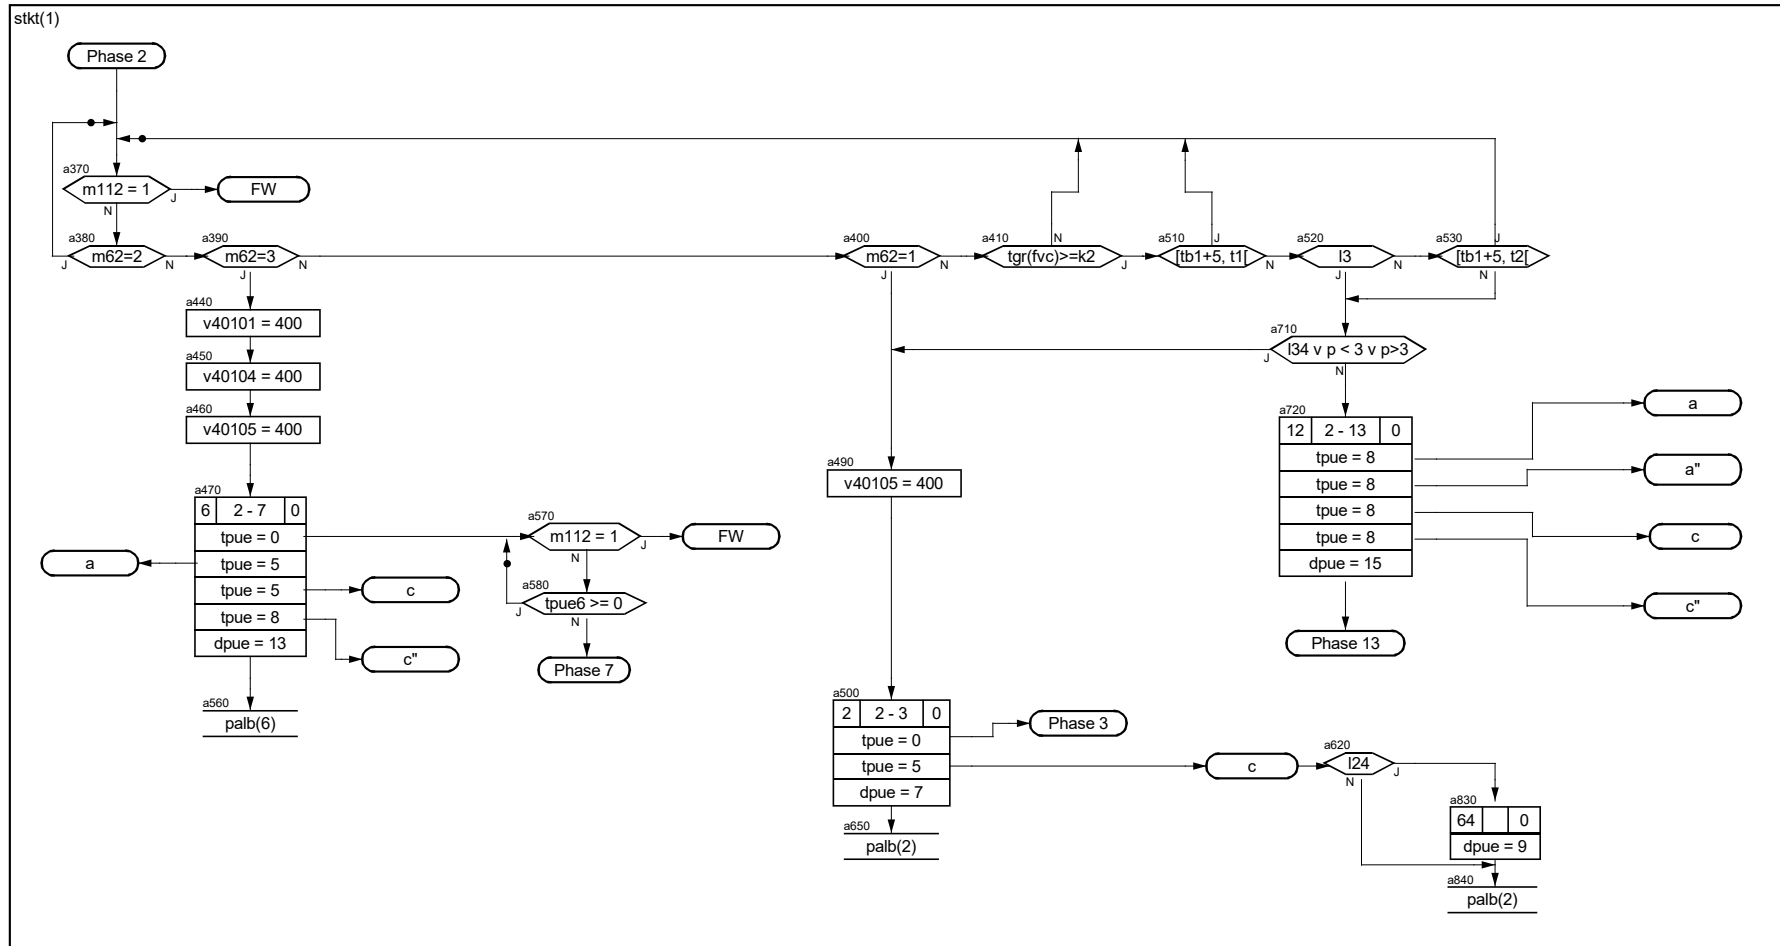 stkt(1)
Phase 2
a370
m112 = 1
J
N
FW
a380
m62=2
J
N
a390
m62=3
N
J
a400
m62=1
N
J
a410
tgr(fvc)>=k2
N
J
a510
[tb1+5, t1[
J
N
a520
l3
N
J
a530
[tb1+5, t2[
J
N
a440
v40101 = 400
a450
v40104 = 400
a460
v40105 = 400
a470
6 2 - 7 0
tpue = 0
tpue = 5
tpue = 5
tpue = 8
dpue = 13
a
c
c"
a560
palb(6)
a570
m112 = 1
J
N
FW
a580
tpue6 >= 0
J
N
Phase 7
a490
v40105 = 400
a500
2 2 - 3 0
tpue = 0
tpue = 5
dpue = 7
Phase 3
a650
palb(2)
a710
l34 v p < 3 v p>3
J
N
a720
12 2 - 13 0
tpue = 8
tpue = 8
tpue = 8
tpue = 8
dpue = 15
a
a"
c
c"
Phase 13
c
a620
l24
J
N
a830
64 0
dpue = 9
a840
palb(2)